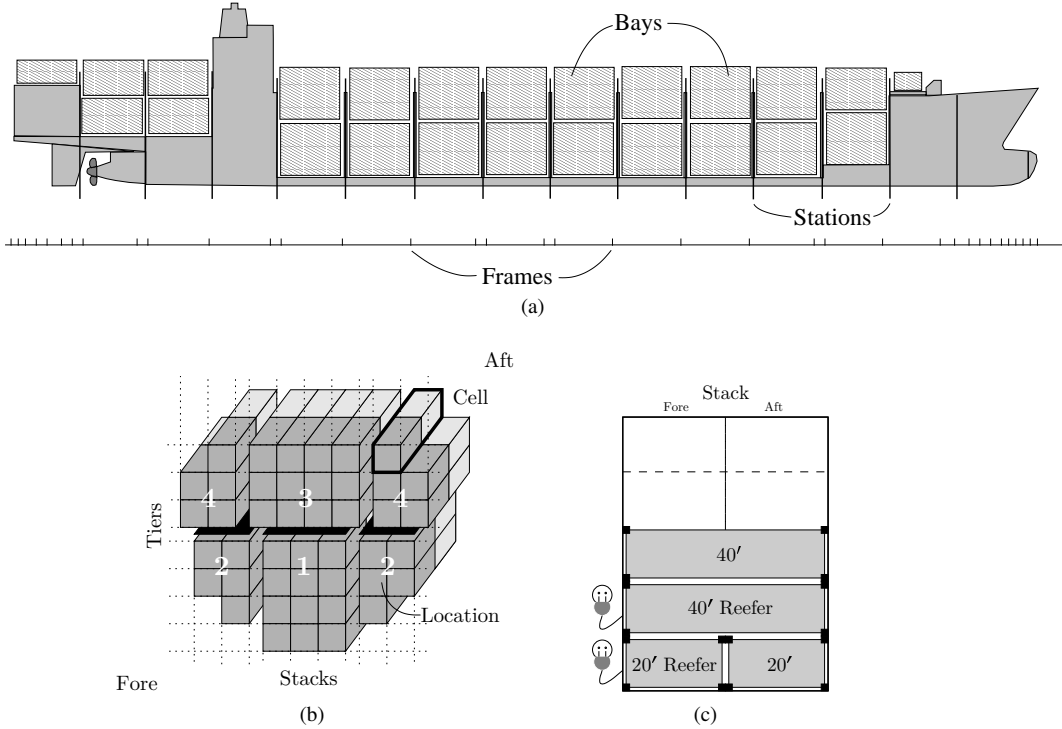 Bays
Stations
Frames
(a)
Aft
Cell
4 3 4
Tiers
2 1 2
Location
Fore
Stacks
(b)
Stack
Fore Aft
40′
40′ Reefer
20′ Reefer 20′
(c)